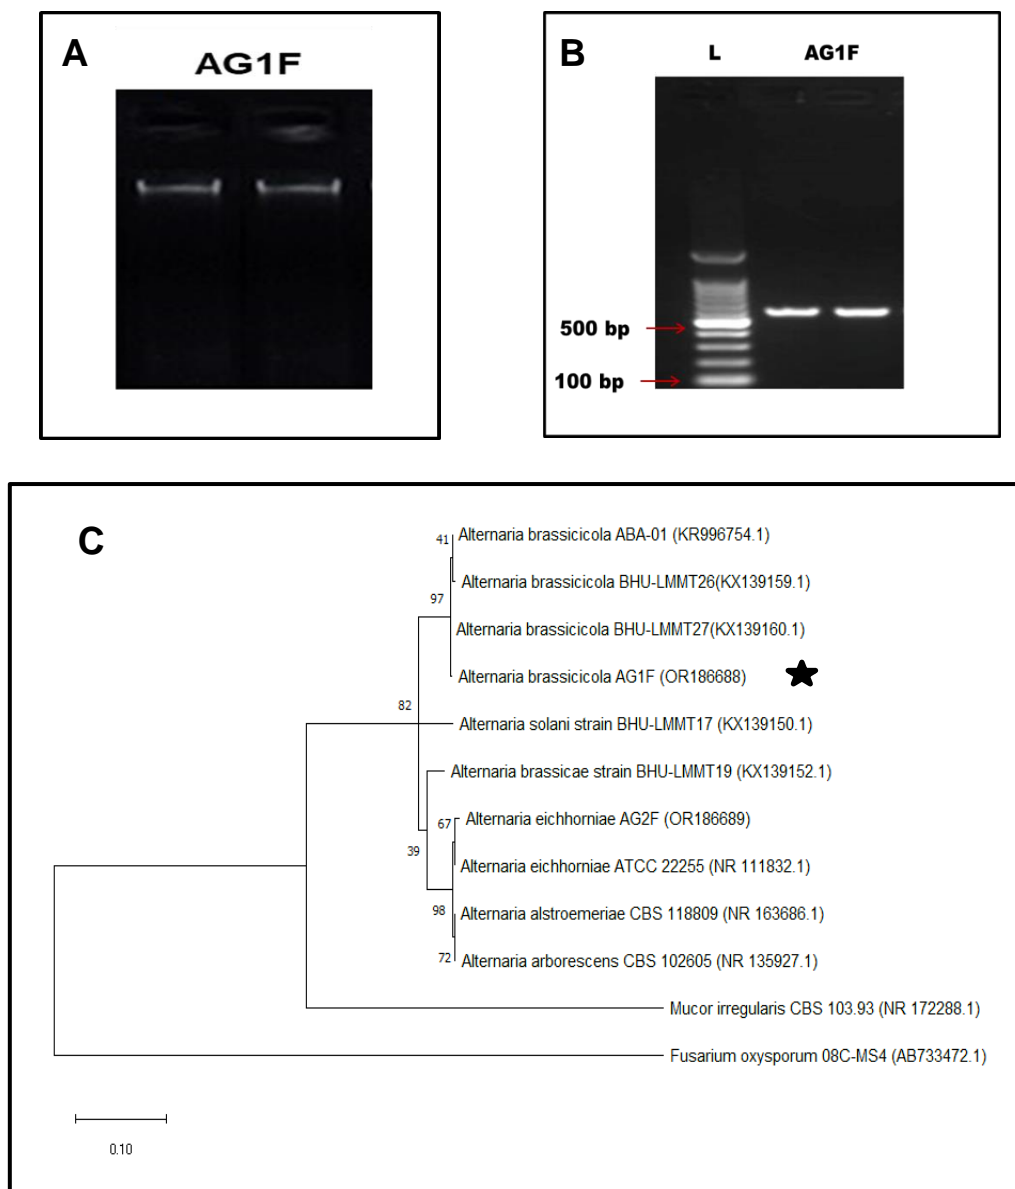 A
AG1F
B
L AG1F
500 bp
100 bp
C
41
Alternaria brassicicola ABA-01 (KR996754.1)
Alternaria brassicicola BHU-LMMT26(KX139159.1)
97
Alternaria brassicicola BHU-LMMT27(KX139160.1)
Alternaria brassicicola AG1F (OR186688)
82
Alternaria solani strain BHU-LMMT17 (KX139150.1)
Alternaria brassicae strain BHU-LMMT19 (KX139152.1)
67
Alternaria eichhorniae AG2F (OR186689)
39
Alternaria eichhorniae ATCC 22255 (NR 111832.1)
98
Alternaria alstroemeriae CBS 118809 (NR 163686.1)
72
Alternaria arborescens CBS 102605 (NR 135927.1)
Mucor irregularis CBS 103.93 (NR 172288.1)
Fusarium oxysporum 08C-MS4 (AB733472.1)
0.10